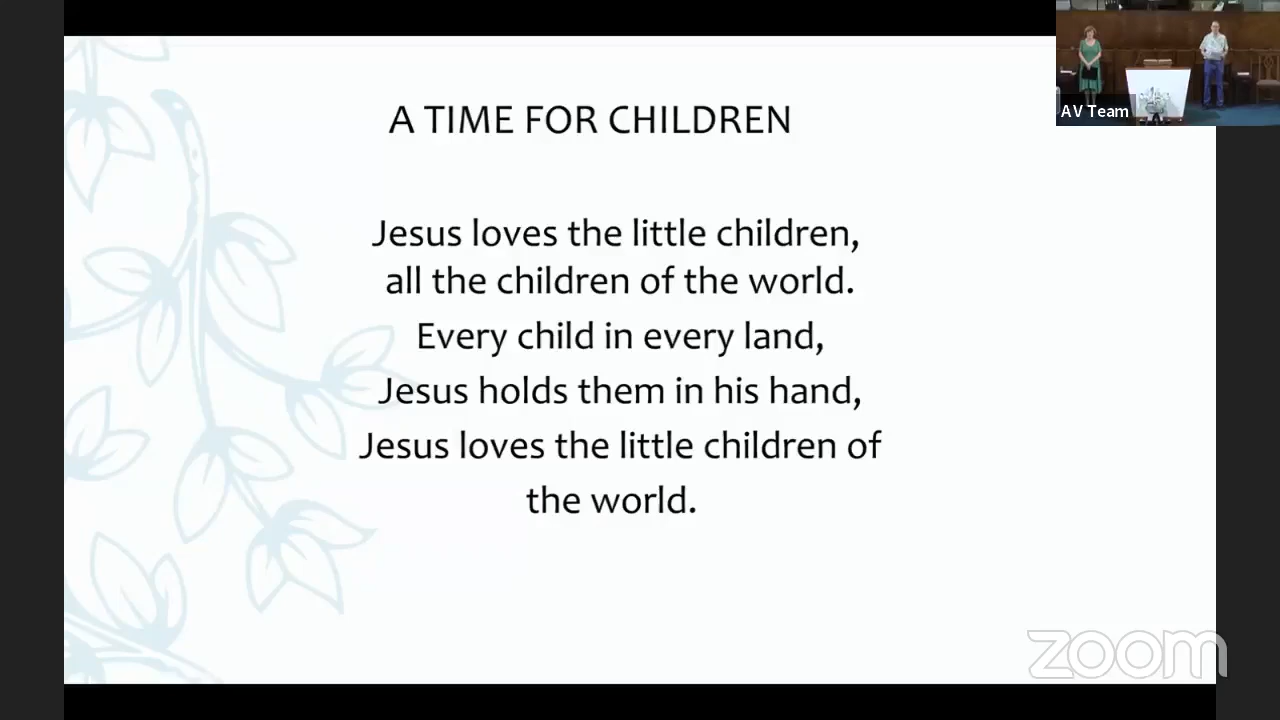 A TIME FOR CHILDREN
Jesus loves the little children,
all the children of the world.
Every child in every land,
Jesus holds them in his hand,
Jesus loves the little children of
the world.
AV Team
zoom